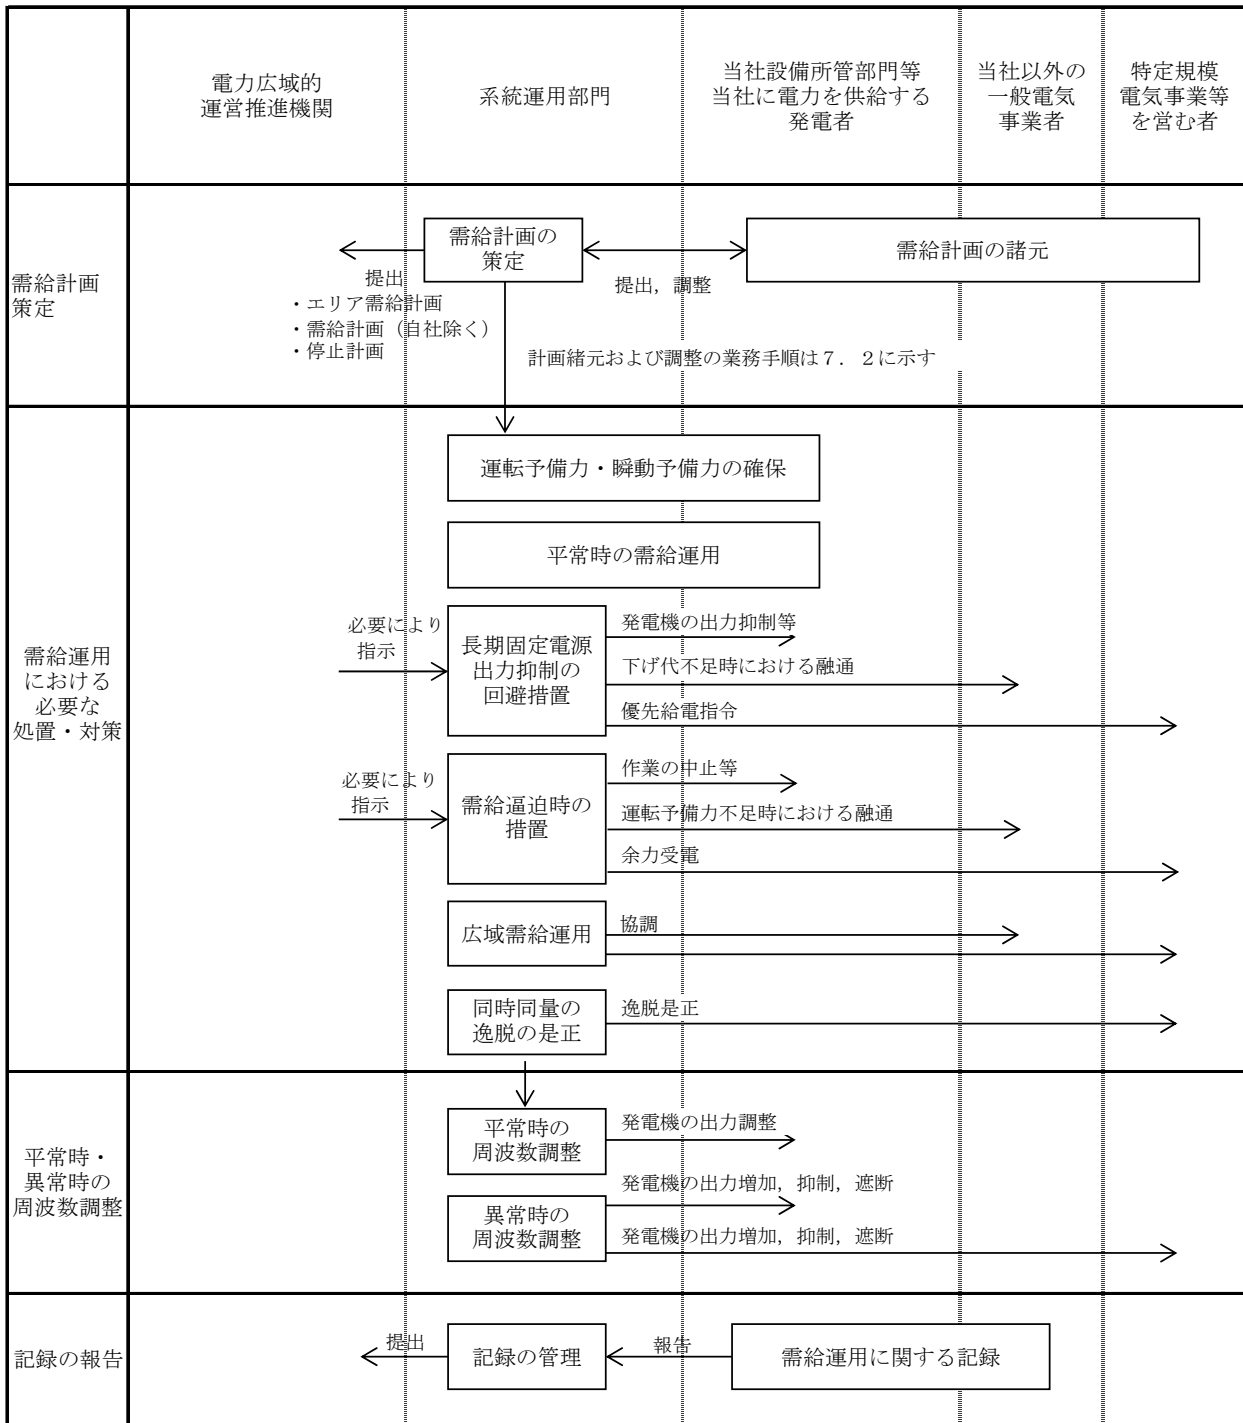 電力広域的
運営推進機関
系統運用部門
当社設備所管部門等
当社に電力を供給する
発電者
当社以外の
一般電気
事業者
特定規模
電気事業等
を営む者
需給計画
策定
需給計画の
策定
需給計画の諸元
提出
・エリア需給計画
・需給計画（自社除く）
・停止計画
提出，調整
計画緒元および調整の業務手順は７．２に示す
需給運用
における
必要な
処置・対策
運転予備力・瞬動予備力の確保
平常時の需給運用
必要により
指示
長期固定電源
出力抑制の
回避措置
発電機の出力抑制等
下げ代不足時における融通
優先給電指令
必要により
指示
需給逼迫時の
措置
作業の中止等
運転予備力不足時における融通
余力受電
広域需給運用
協調
同時同量の
逸脱の是正
逸脱是正
平常時・
異常時の
周波数調整
平常時の
周波数調整
発電機の出力調整
異常時の
周波数調整
発電機の出力増加，抑制，遮断
発電機の出力増加，抑制，遮断
記録の報告
提出
記録の管理
報告
需給運用に関する記録